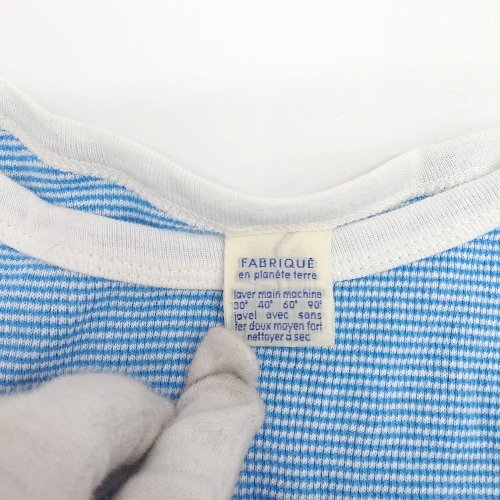 FABRIQUÉ
en planète terre
laver main machine
30° 40° 60° 90°
javel avec sans
fer doux moyen fort
nettoyer à sec